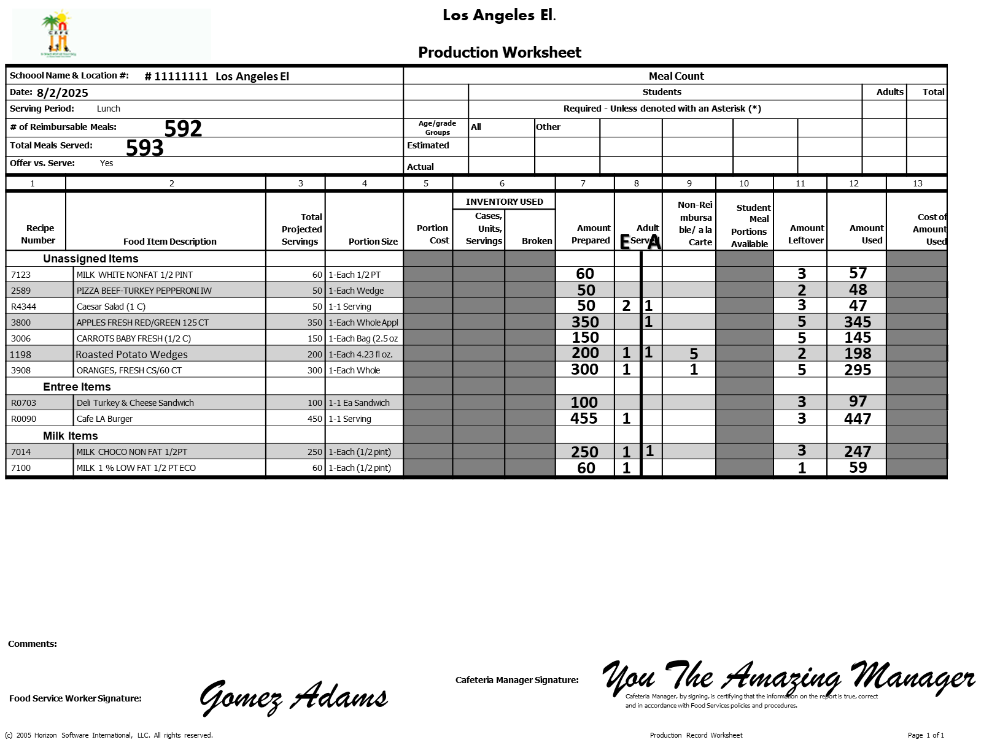 Los Angeles El.
CAFE
LA
Production Worksheet
Schoool Name & Location #: # 11111111 Los Angeles El
Meal Count
Date: 8/2/2025
Students Adults Total
Serving Period: Lunch
Required - Unless denoted with an Asterisk (*)
# of Reimbursable Meals: 592
Age/grade Groups All Other
Total Meals Served: 593
Estimated
Offer vs. Serve: Yes
Actual
1 2 3 4 5 6 7 8 9 10 11 12 13
Recipe Number Food Item Description Total Projected Servings Portion Size Portion Cost INVENTORY USED Cases, Units, Servings Broken Amount Prepared Adult Served E A Non-Rei mbursa ble/ a la Carte Student Meal Portions Available Amount Leftover Amount Used Cost of Amount Used
Unassigned Items
7123 MILK WHITE NONFAT 1/2 PINT 60 1-Each 1/2 PT 60 3 57
2589 PIZZA BEEF-TURKEY PEPPERONI IW 50 1-Each Wedge 50 2 48
R4344 Caesar Salad (1 C) 50 1-1 Serving 50 2 1 3 47
3800 APPLES FRESH RED/GREEN 125 CT 350 1-Each Whole Appl 350 1 5 345
3006 CARROTS BABY FRESH (1/2 C) 150 1-Each Bag (2.5 oz 150 5 145
1198 Roasted Potato Wedges 200 1-Each 4.23 fl oz. 200 1 1 5 2 198
3908 ORANGES, FRESH CS/60 CT 300 1-Each Whole 300 1 1 5 295
Entree Items
R0703 Deli Turkey & Cheese Sandwich 100 1-1 Ea Sandwich 100 3 97
R0090 Cafe LA Burger 450 1-1 Serving 455 1 3 447
Milk Items
7014 MILK CHOCO NON FAT 1/2PT 250 1-Each (1/2 pint) 250 1 1 3 247
7100 MILK 1 % LOW FAT 1/2 PT ECO 60 1-Each (1/2 pint) 60 1 1 59
Comments:
Cafeteria Manager Signature: You The Amazing Manager
Food Service Worker Signature: Gomez Adams
Cafeteria Manager, by signing, is certifying that the information on the report is true, correct
and in accordance with Food Services policies and procedures.
(c) 2005 Horizon Software International, LLC. All rights reserved. Production Record Worksheet Page 1 of 1